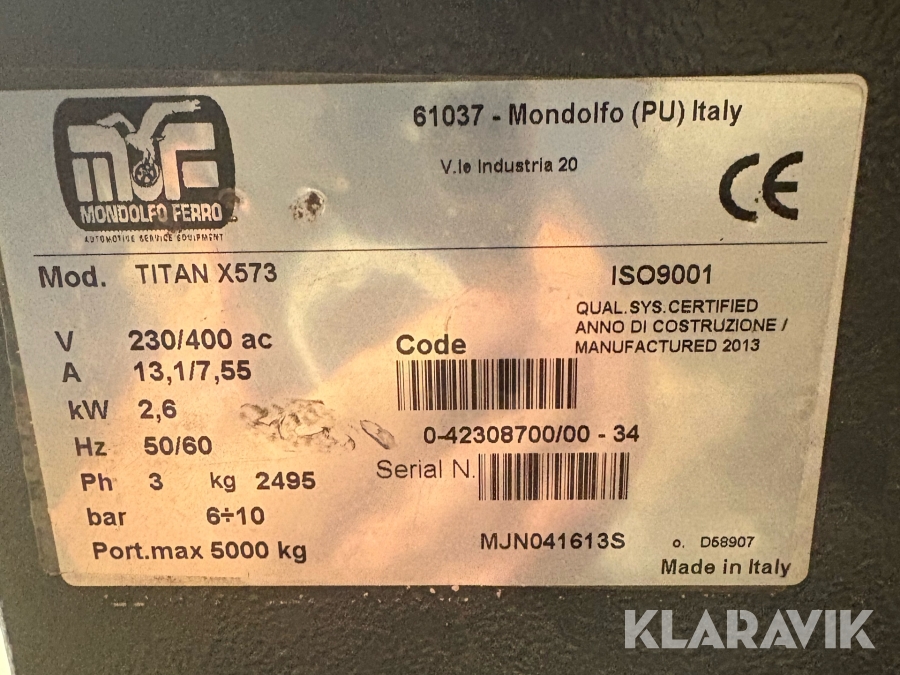 61037 - Mondolfo (PU) Italy
V.le Industria 20
MF
MONDOLFO FERRO
AUTOMOTIVE SERVICE EQUIPMENT
CE
Mod. TITAN X573
ISO9001
QUAL.SYS.CERTIFIED
ANNO DI COSTRUZIONE /
MANUFACTURED 2013
V 230/400 ac
A 13,1/7,55
kW 2,6
Hz 50/60
Ph 3 kg 2495
bar 6÷10
Port.max 5000 kg
Code
0-42308700/00 - 34
Serial N.
MJN041613S
o. D58907
Made in Italy
KLARAVIK